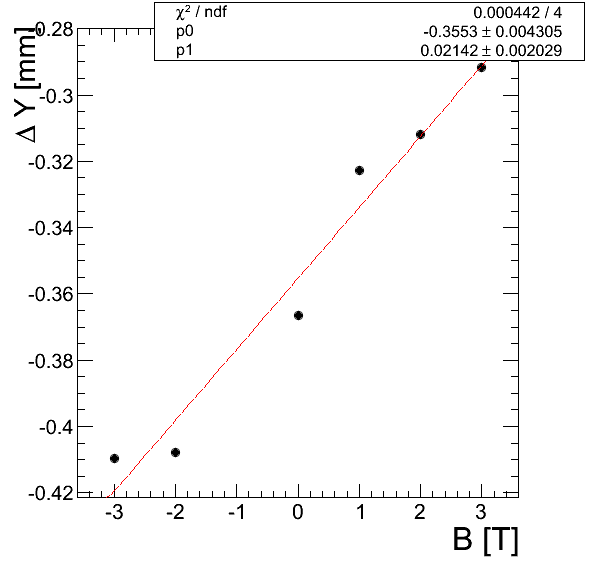 χ² / ndf 0.000442 / 4
p0 -0.3553 ± 0.004305
p1 0.02142 ± 0.002029
Δ Y [mm]
-0.28
-0.3
-0.32
-0.34
-0.36
-0.38
-0.4
-0.42
-3 -2 -1 0 1 2 3
B [T]